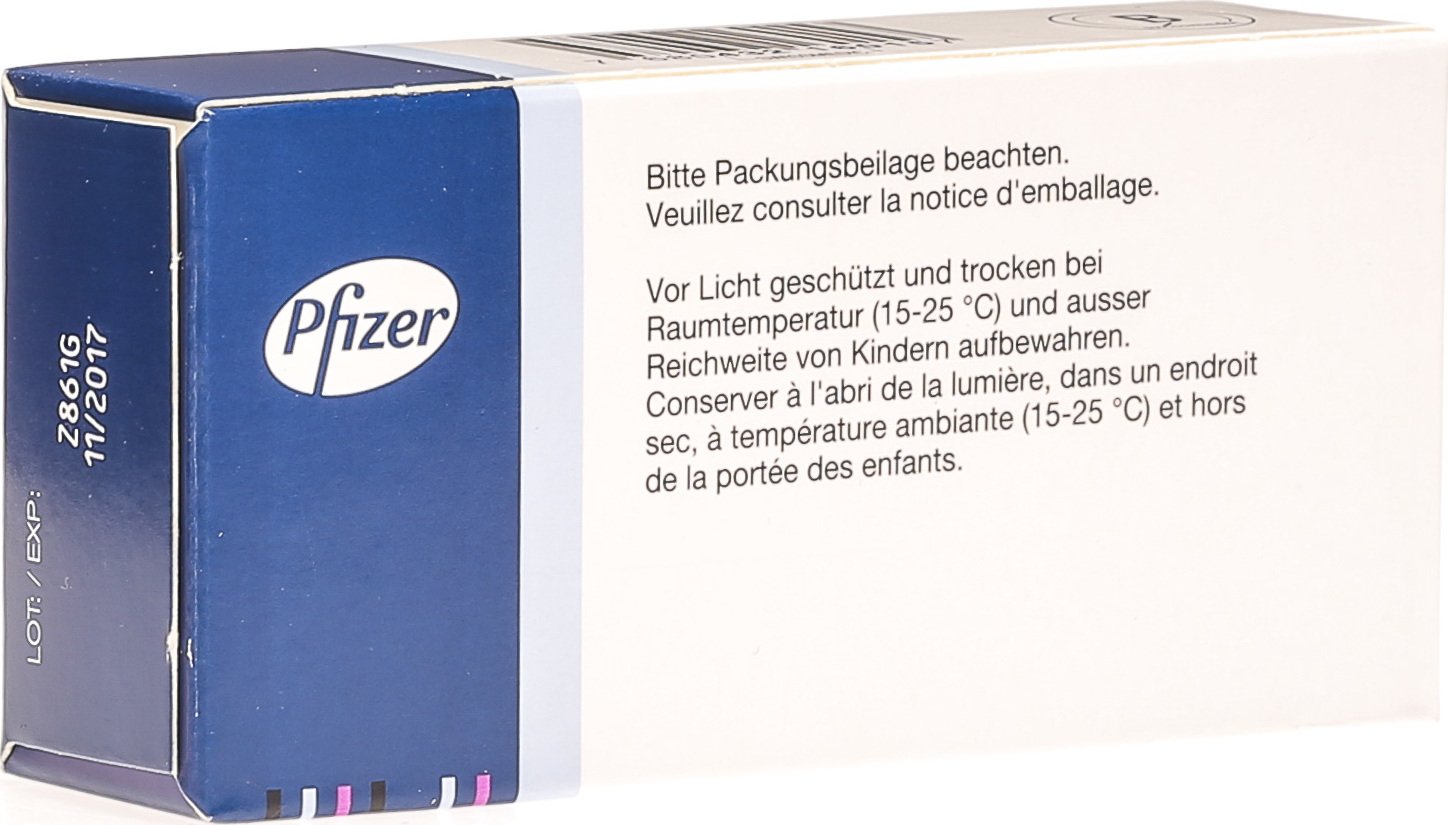 B
Z861G
11/2017
LOT: / EXP:
Pfizer
Bitte Packungsbeilage beachten.
Veuillez consulter la notice d'emballage.
Vor Licht geschützt und trocken bei
Raumtemperatur (15-25 °C) und ausser
Reichweite von Kindern aufbewahren.
Conserver à l'abri de la lumière, dans un endroit
sec, à température ambiante (15-25 °C) et hors
de la portée des enfants.